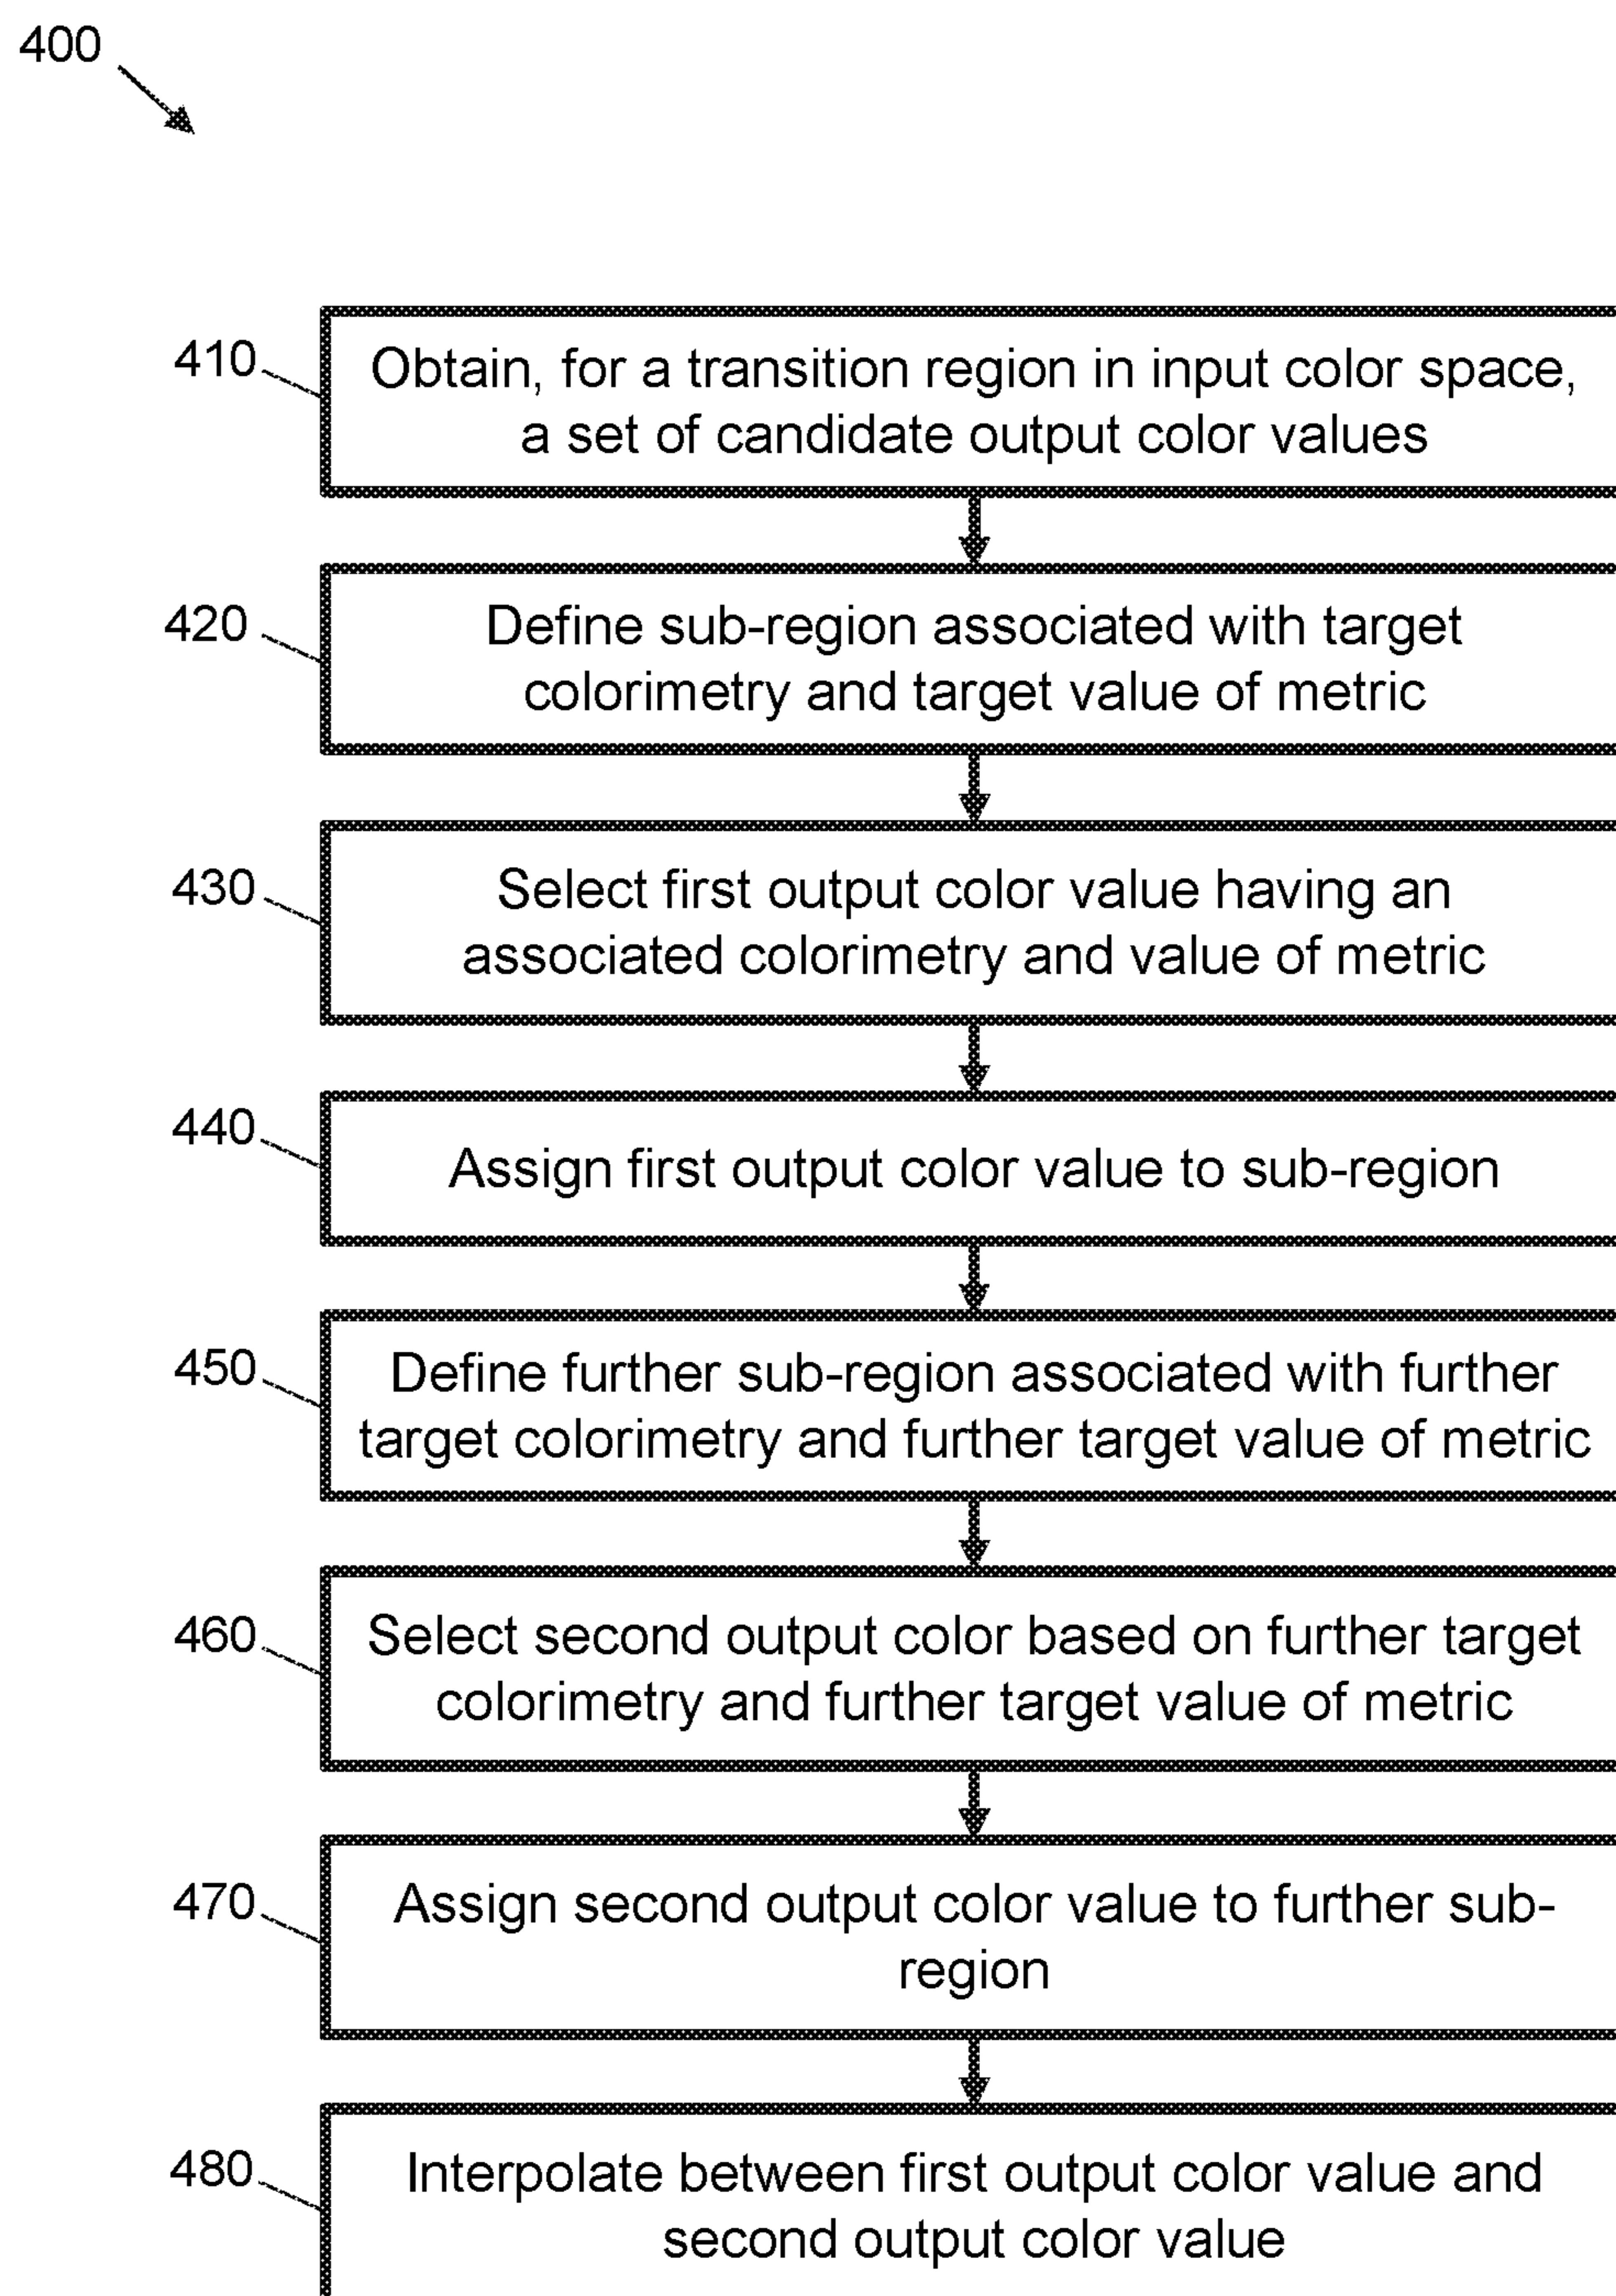 400
410
Obtain, for a transition region in input color space,
a set of candidate output color values
420
Define sub-region associated with target
colorimetry and target value of metric
430
Select first output color value having an
associated colorimetry and value of metric
440
Assign first output color value to sub-region
450
Define further sub-region associated with further
target colorimetry and further target value of metric
460
Select second output color based on further target
colorimetry and further target value of metric
470
Assign second output color value to further sub-
region
480
Interpolate between first output color value and
second output color value